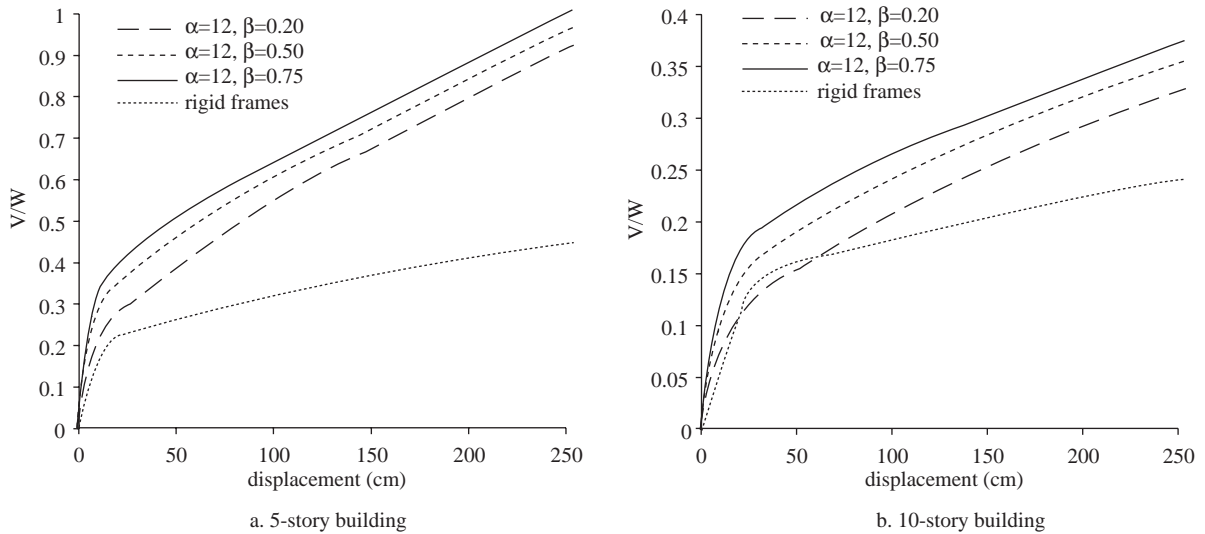 1
0.9
0.8
0.7
0.6
0.5
0.4
0.3
0.2
0.1
0
V/W
α=12, β=0.20
α=12, β=0.50
α=12, β=0.75
rigid frames
0 50 100 150 200 250
displacement (cm)
a. 5-story building
0.4
0.35
0.3
0.25
0.2
0.15
0.1
0.05
0
V/W
α=12, β=0.20
α=12, β=0.50
α=12, β=0.75
rigid frames
0 50 100 150 200 250
displacement (cm)
b. 10-story building